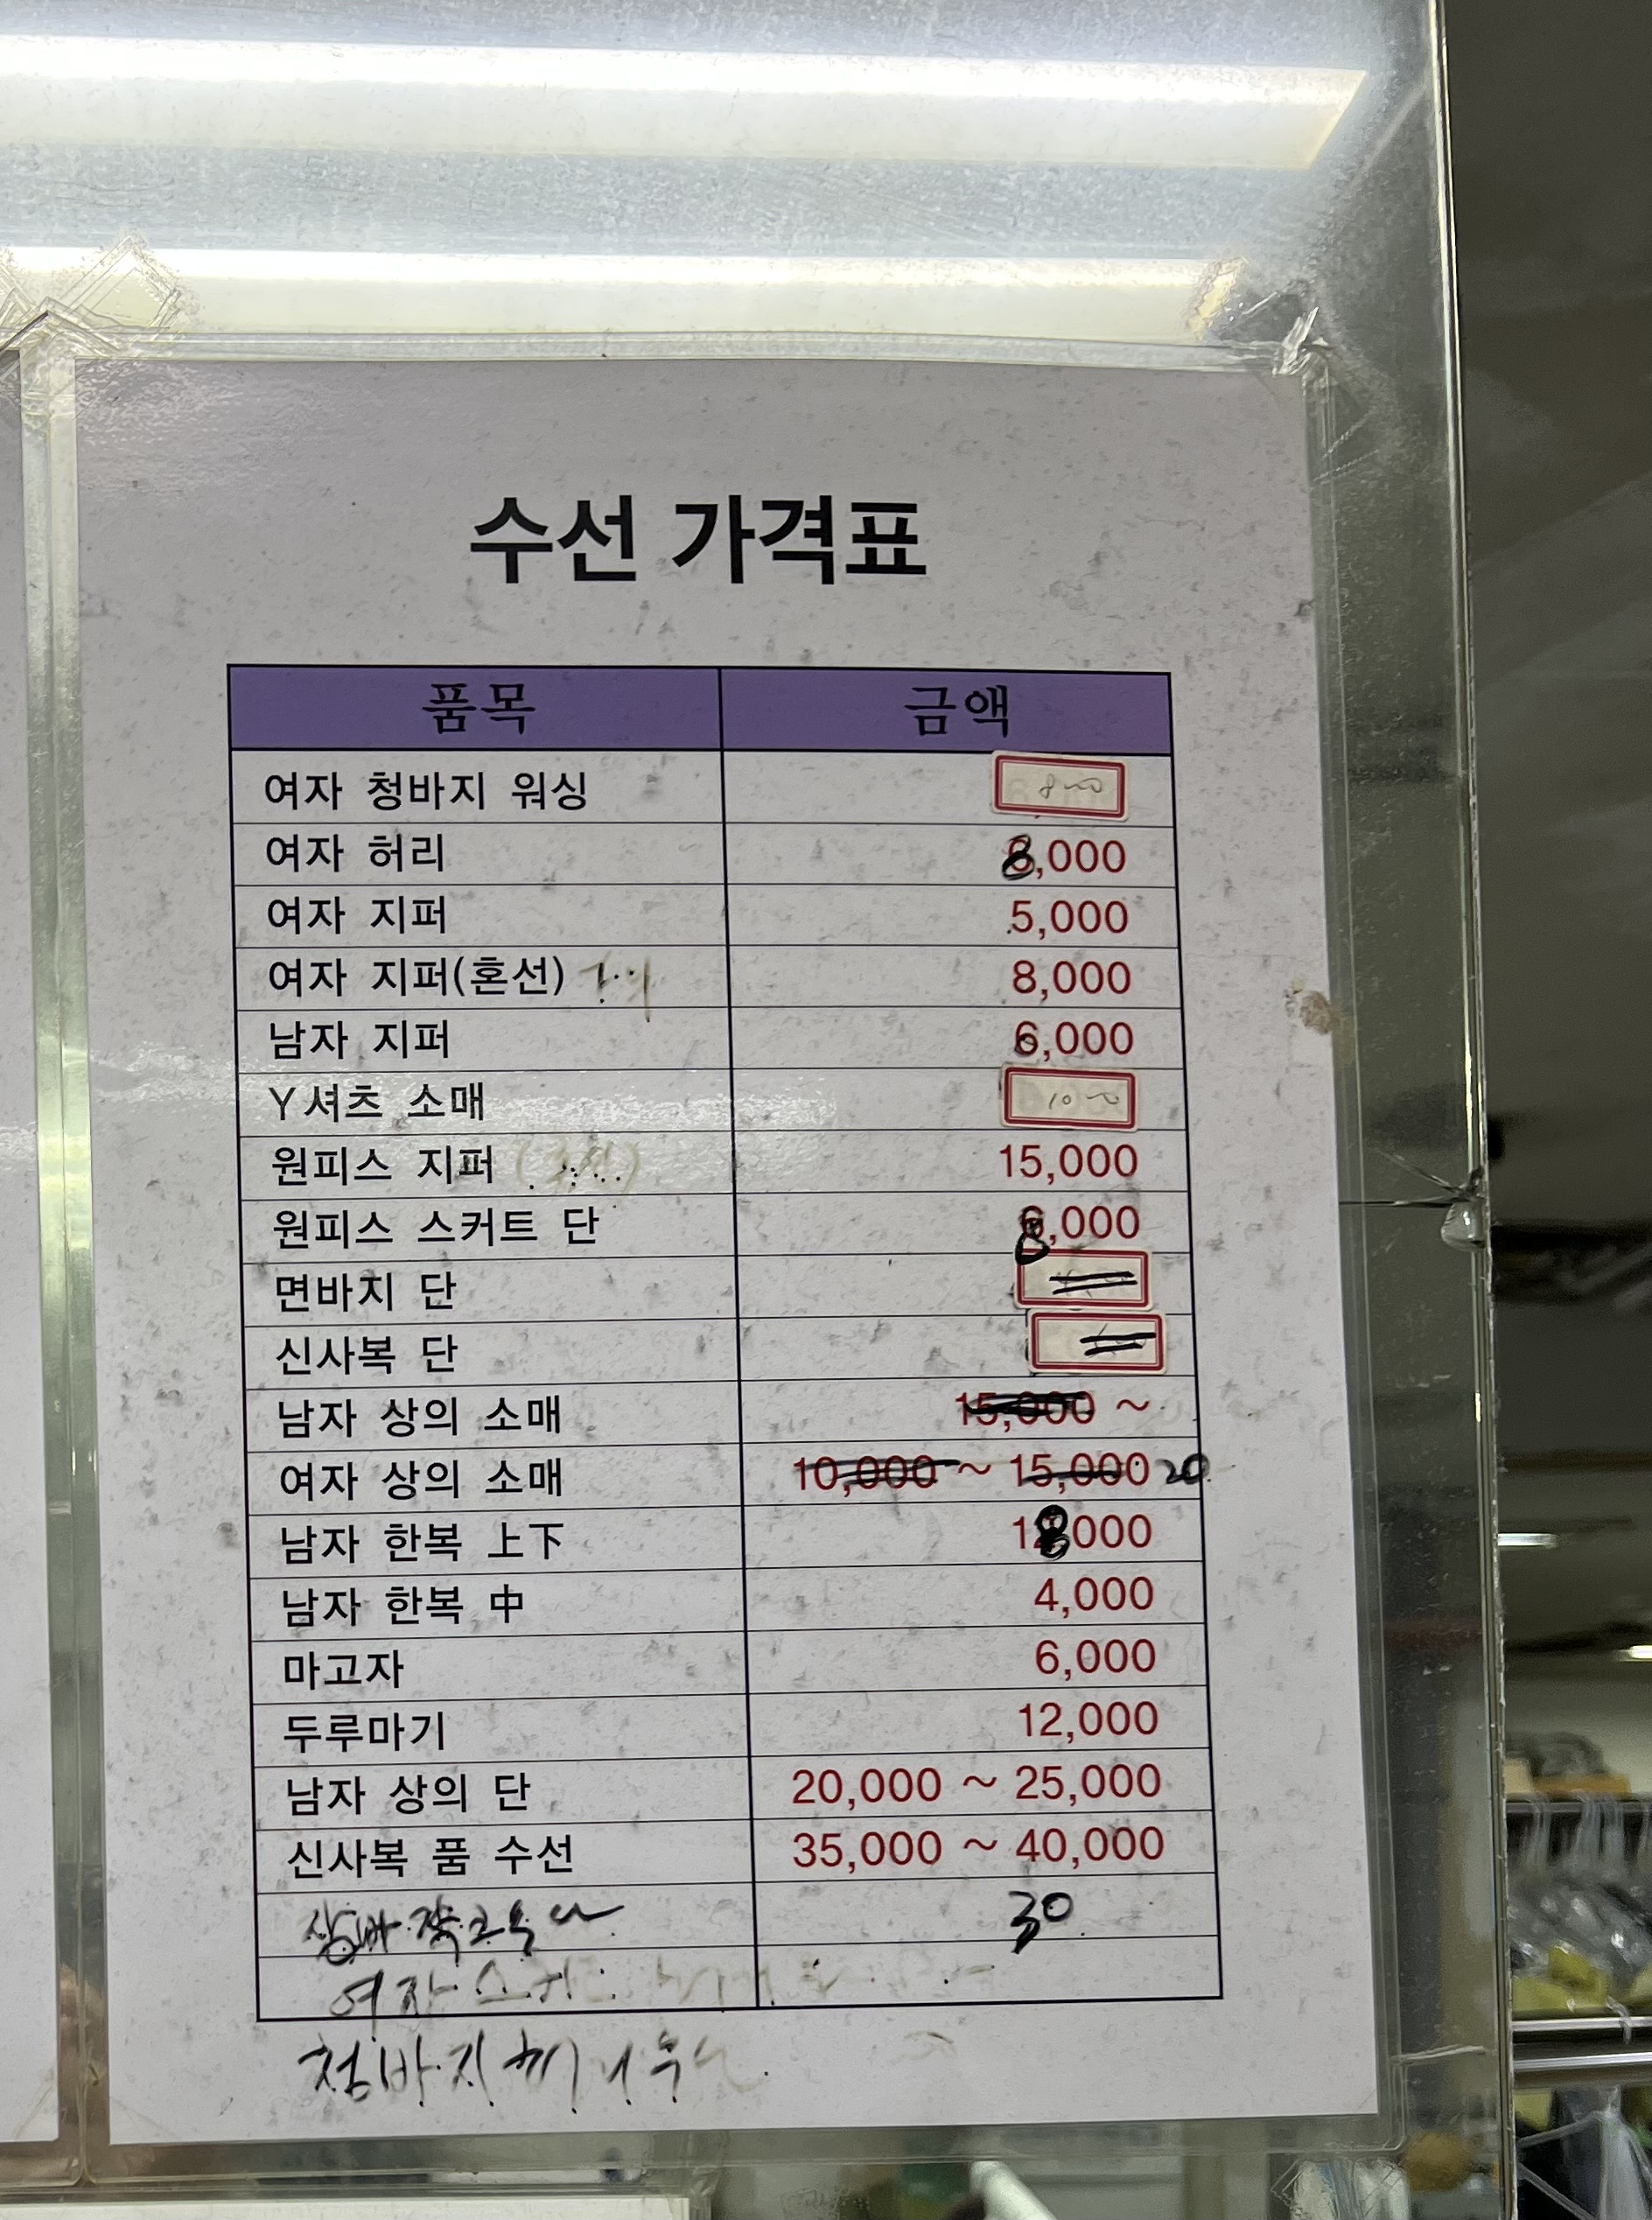 수선 가격표
품목 금액
여자 청바지 워싱
여자 허리 8,000
여자 지퍼 5,000
여자 지퍼(혼선) 8,000
남자 지퍼 6,000
Y셔츠 소매
원피스 지퍼 15,000
원피스 스커트 단 8,000
면바지 단
신사복 단
남자 상의 소매 15,000 ~
여자 상의 소매 10,000 ~ 15,000 20
남자 한복 上下 18000
남자 한복 中 4,000
마고자 6,000
두루마기 12,000
남자 상의 단 20,000 ~ 25,000
신사복 품 수선 35,000 ~ 40,000
30
여자
청바지